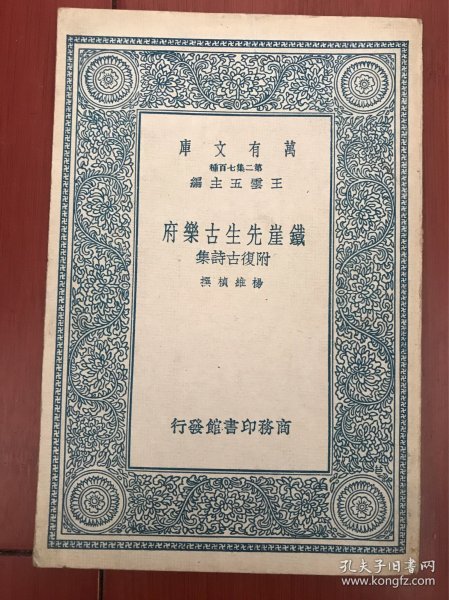 萬有文庫
第二集七百種
王雲五主編
鐵崖先生古樂府
附復古詩集
楊維楨撰
商務印書館發行
孔夫子旧书网
www.kongfz.com